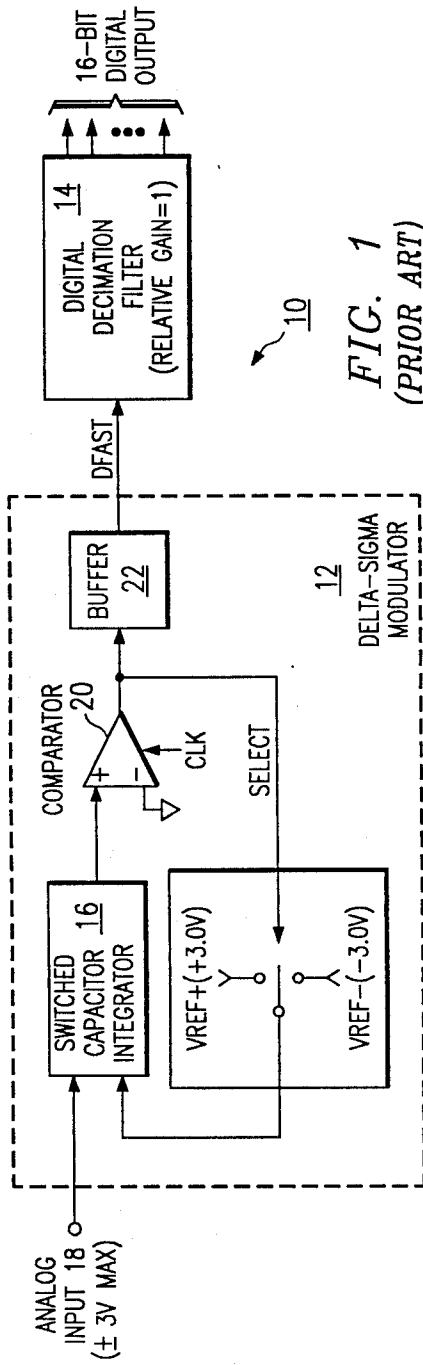 ANALOG
INPUT 18
(± 3V MAX)
SWITCHED
CAPACITOR 16
INTEGRATOR
COMPARATOR
20
+
−
CLK
BUFFER
22
SELECT
VREF+(+3.0V)
VREF−(−3.0V)
12
DELTA-SIGMA
MODULATOR
DFAST
DIGITAL 14
DECIMATION
FILTER
(RELATIVE GAIN=1)
16-BIT
DIGITAL
OUTPUT
10
FIG. 1
(PRIOR ART)